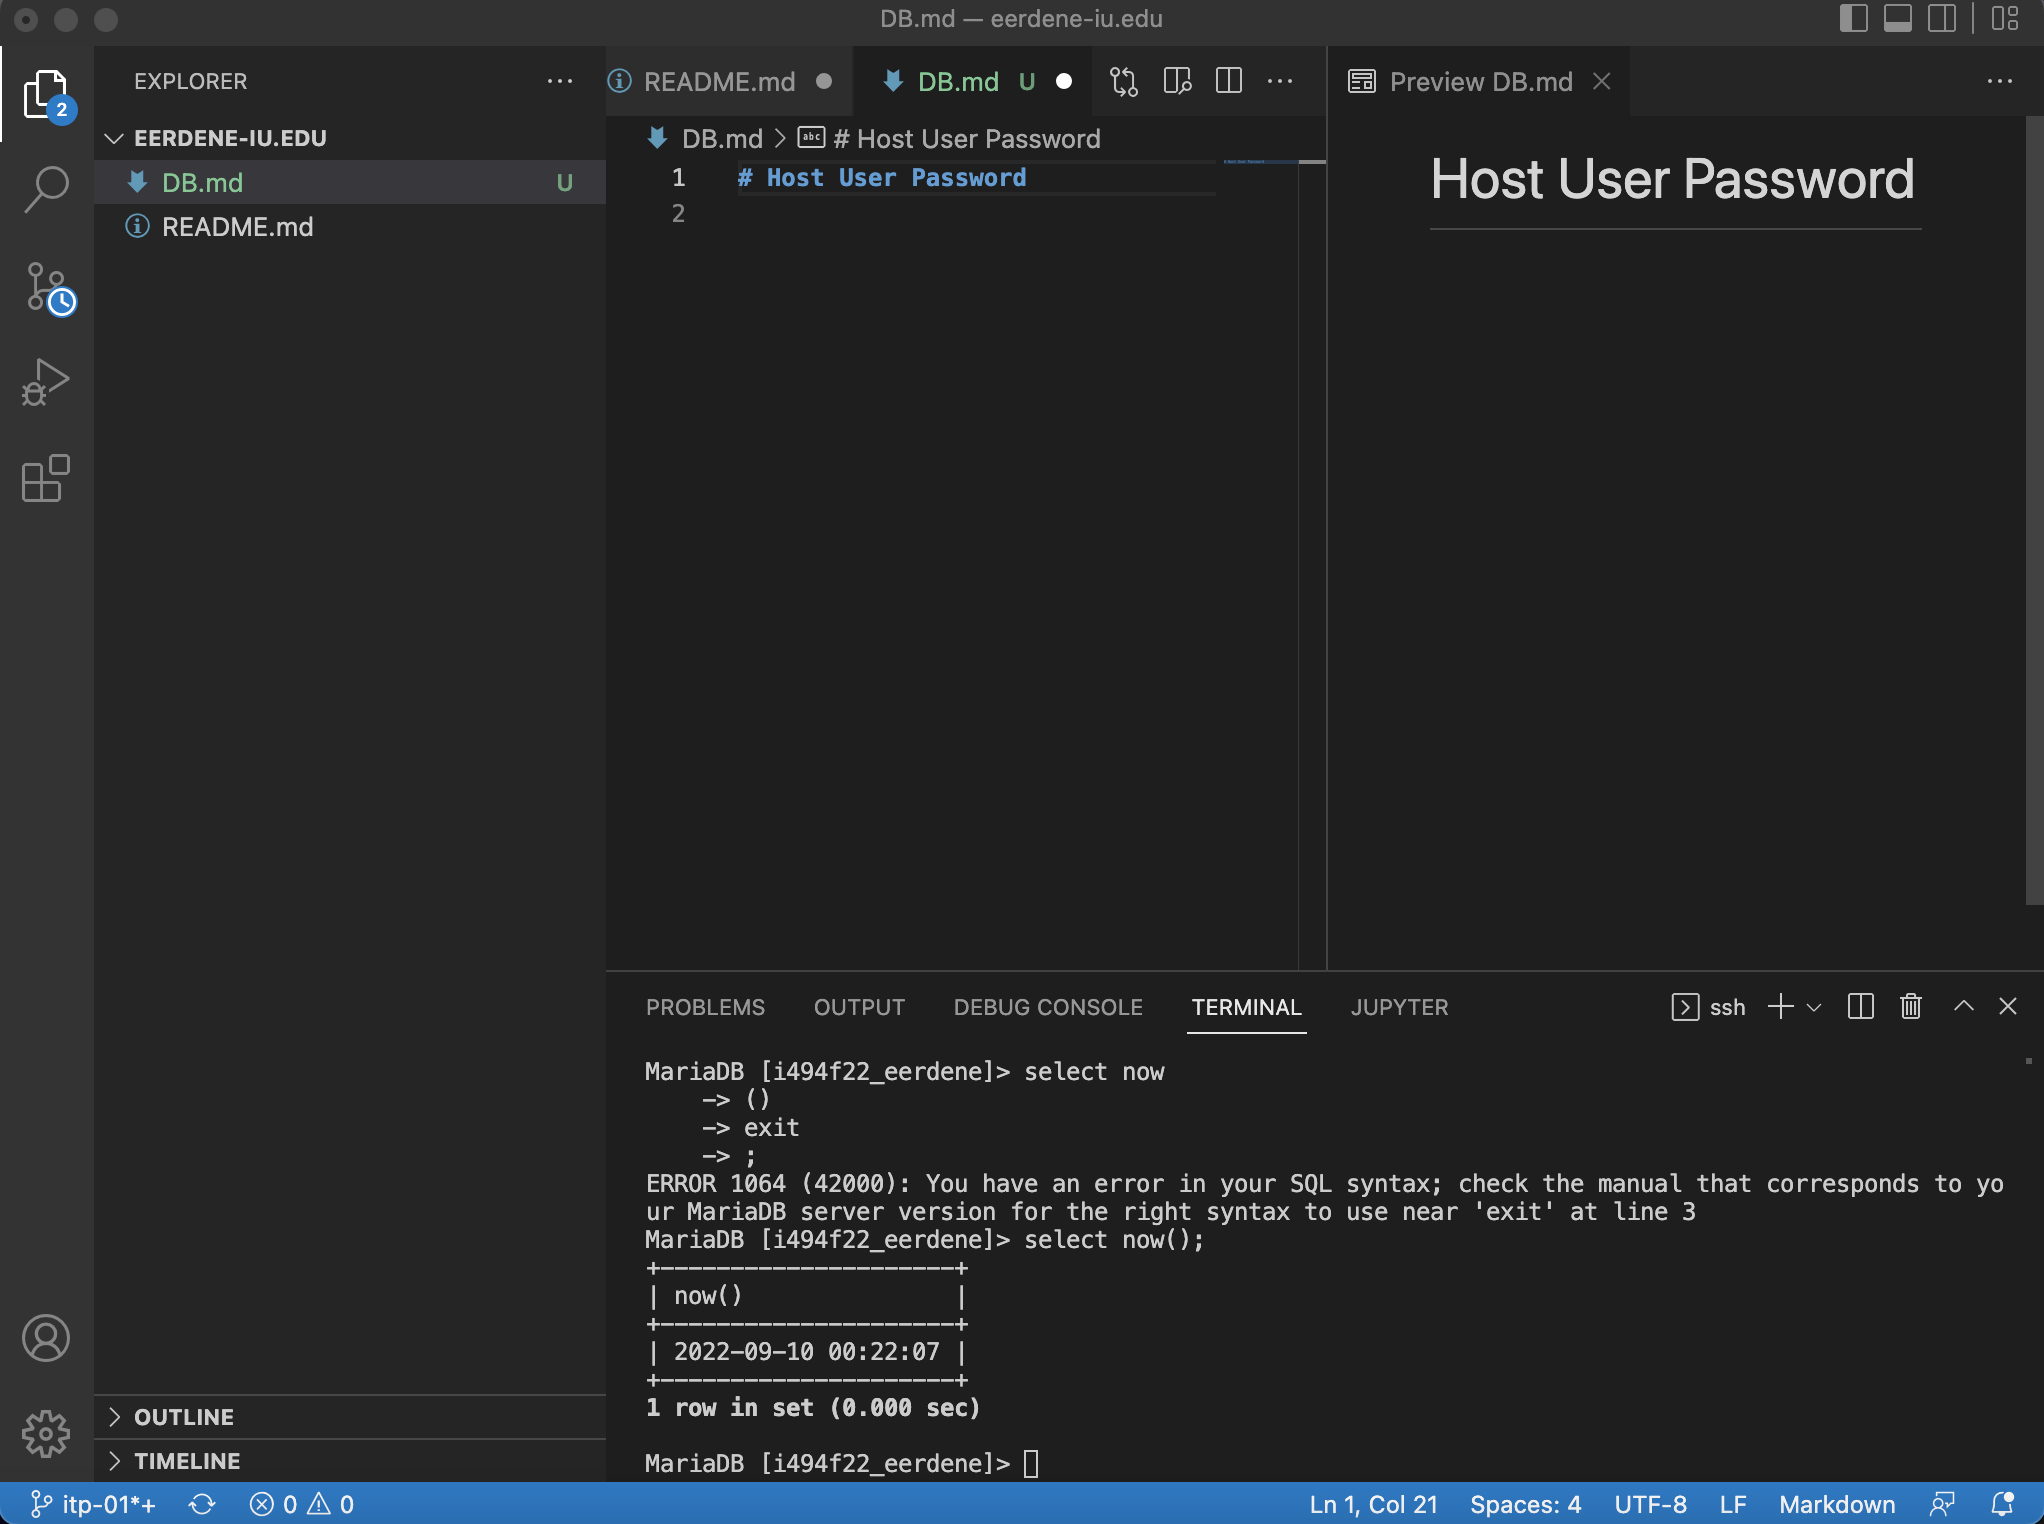 DB.md — eerdene-iu.edu
EXPLORER
README.md
DB.md U
Preview DB.md
2
EERDENE-IU.EDU
DB.md U
README.md
DB.md > abc # Host User Password
1 # Host User Password
2
Host User Password
PROBLEMS OUTPUT DEBUG CONSOLE TERMINAL JUPYTER ssh
MariaDB [i494f22_eerdene]> select now
-> ()
-> exit
-> ;
ERROR 1064 (42000): You have an error in your SQL syntax; check the manual that corresponds to yo
ur MariaDB server version for the right syntax to use near 'exit' at line 3
MariaDB [i494f22_eerdene]> select now();
+---------------------+
| now() |
+---------------------+
| 2022-09-10 00:22:07 |
+---------------------+
1 row in set (0.000 sec)
MariaDB [i494f22_eerdene]>
OUTLINE
TIMELINE
itp-01*+ 0 0 Ln 1, Col 21 Spaces: 4 UTF-8 LF Markdown